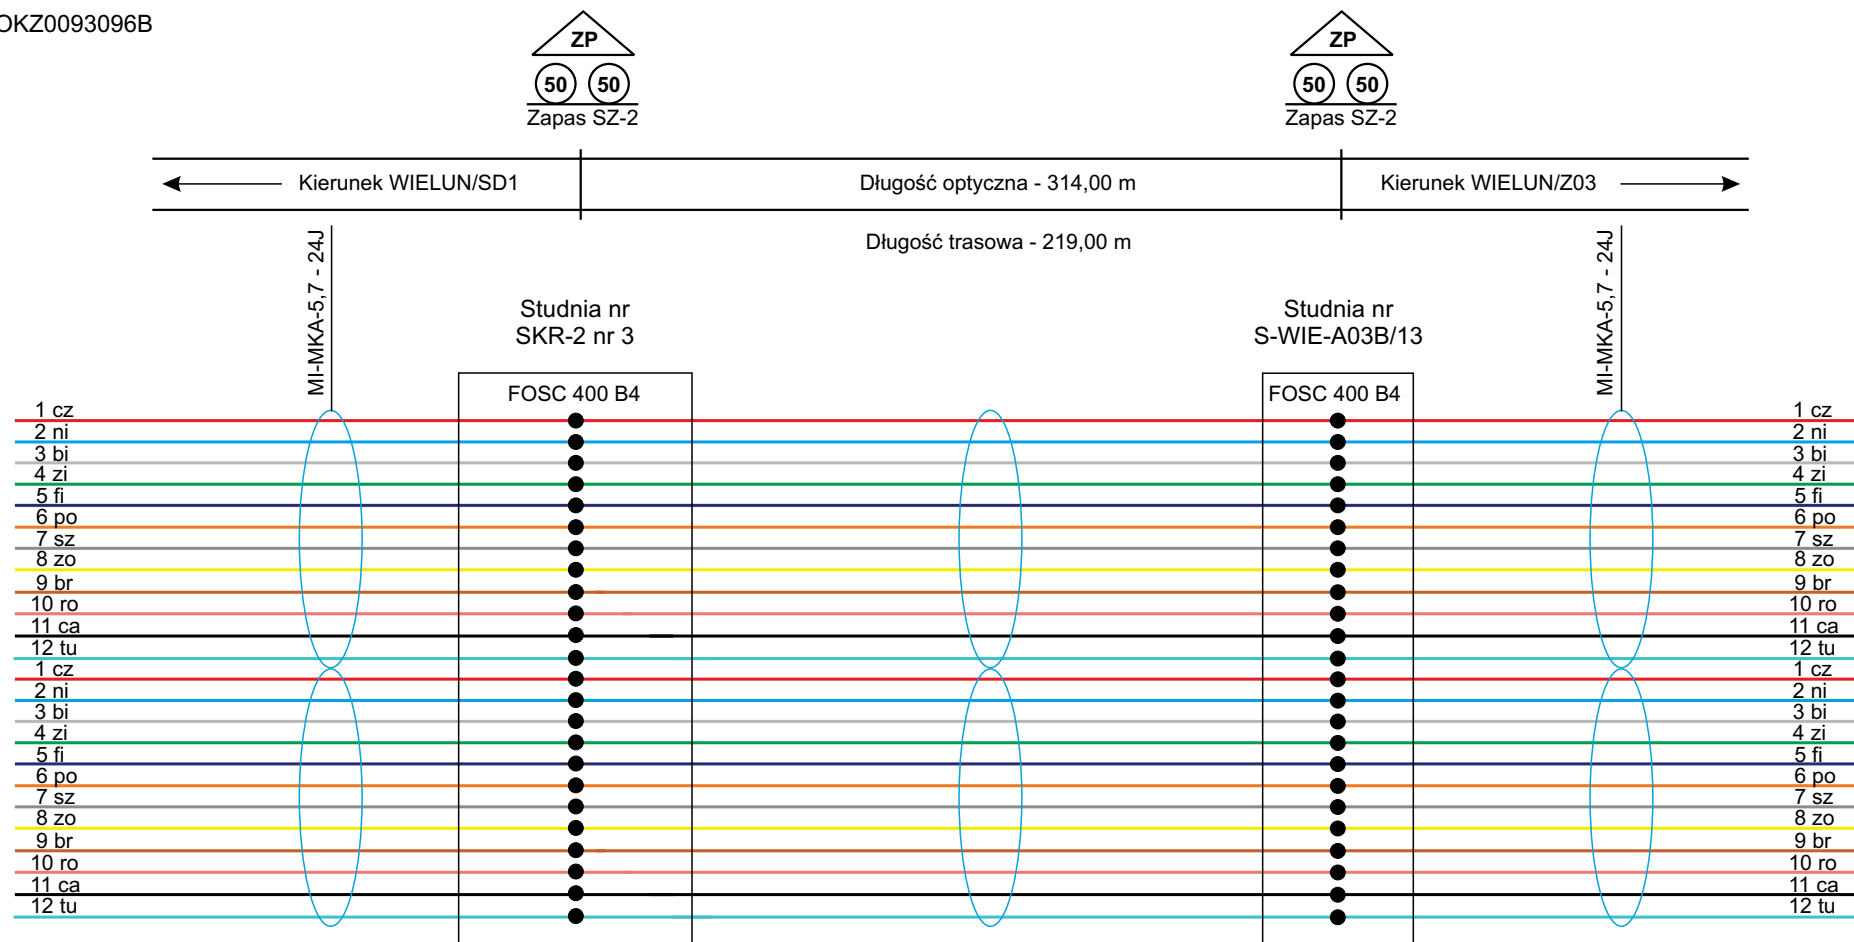 OKZ0093096B
ZP
50 50
Zapas SZ-2
ZP
50 50
Zapas SZ-2
Kierunek WIELUN/SD1
Długość optyczna - 314,00 m
Kierunek WIELUN/Z03
Długość trasowa - 219,00 m
MI-MKA-5,7 - 24J
MI-MKA-5,7 - 24J
Studnia nr
SKR-2 nr 3
Studnia nr
S-WIE-A03B/13
FOSC 400 B4
FOSC 400 B4
1 cz
2 ni
3 bi
4 zi
5 fi
6 po
7 sz
8 zo
9 br
10 ro
11 ca
12 tu
1 cz
2 ni
3 bi
4 zi
5 fi
6 po
7 sz
8 zo
9 br
10 ro
11 ca
12 tu
1 cz
2 ni
3 bi
4 zi
5 fi
6 po
7 sz
8 zo
9 br
10 ro
11 ca
12 tu
1 cz
2 ni
3 bi
4 zi
5 fi
6 po
7 sz
8 zo
9 br
10 ro
11 ca
12 tu